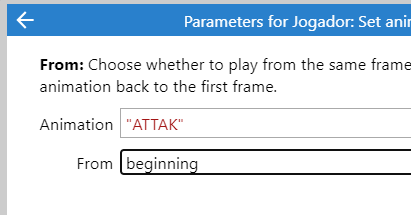 Parameters for Jogador: Set ani
From: Choose whether to play from the same frame
animation back to the first frame.
Animation "ATTAK"
From beginning